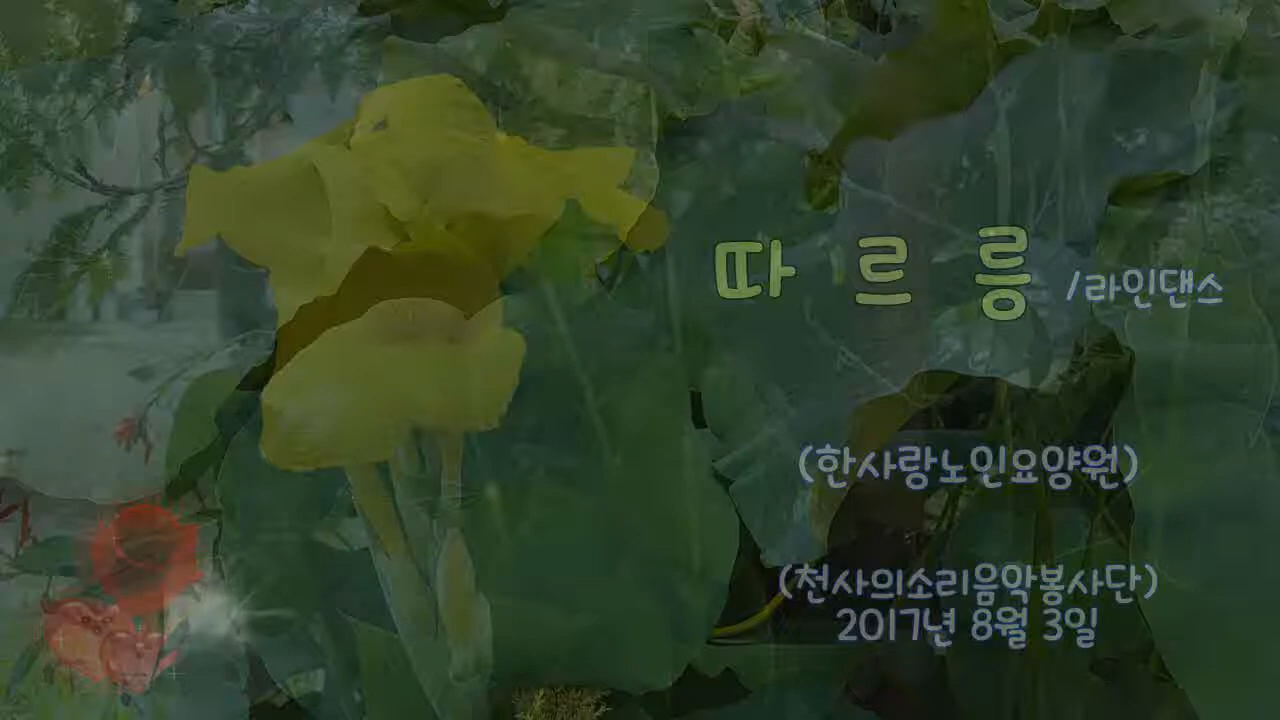 따 르 릉 /라인댄스
(한사랑노인요양원)
(천사의소리음악봉사단)
2017년 8월 3일